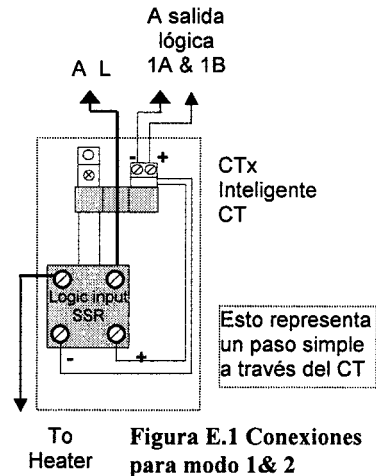 A salida
lógica
1A & 1B
A L
- +
CTx
Inteligente
CT
Logic input
SSR
- +
Esto representa
un paso simple
a través del CT
To
Heater
Figura E.1 Conexiones
para modo 1& 2